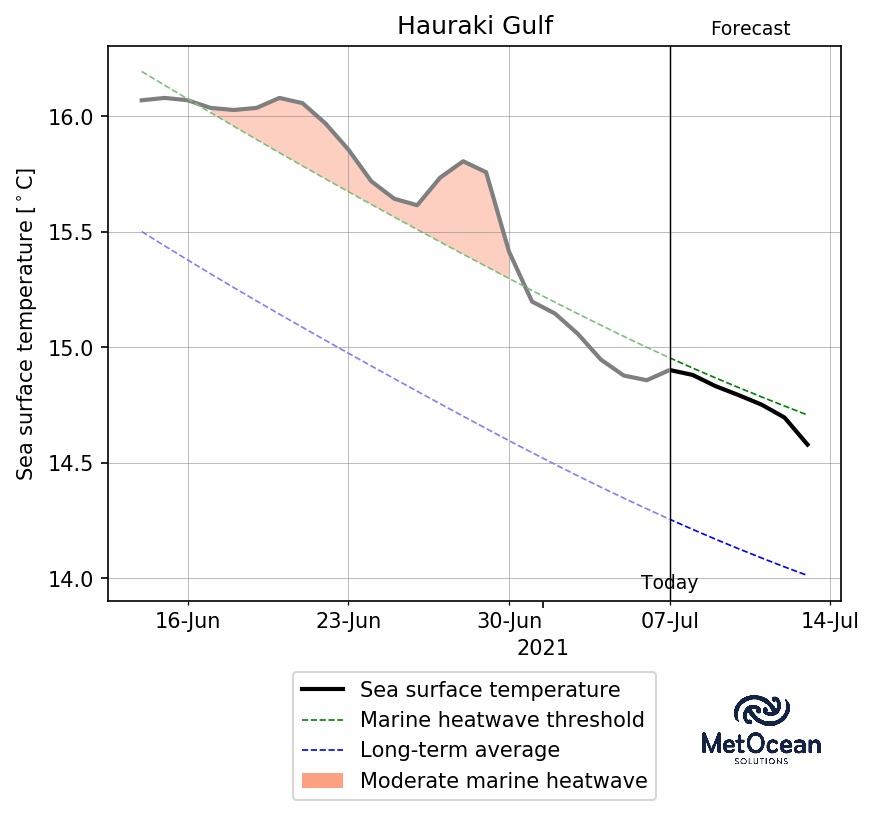 Hauraki Gulf
Forecast
Sea surface temperature [°C]
16.0
15.5
15.0
14.5
14.0
Today
16-Jun
23-Jun
30-Jun
07-Jul
14-Jul
2021
Sea surface temperature
Marine heatwave threshold
Long-term average
Moderate marine heatwave
MetOcean
SOLUTIONS